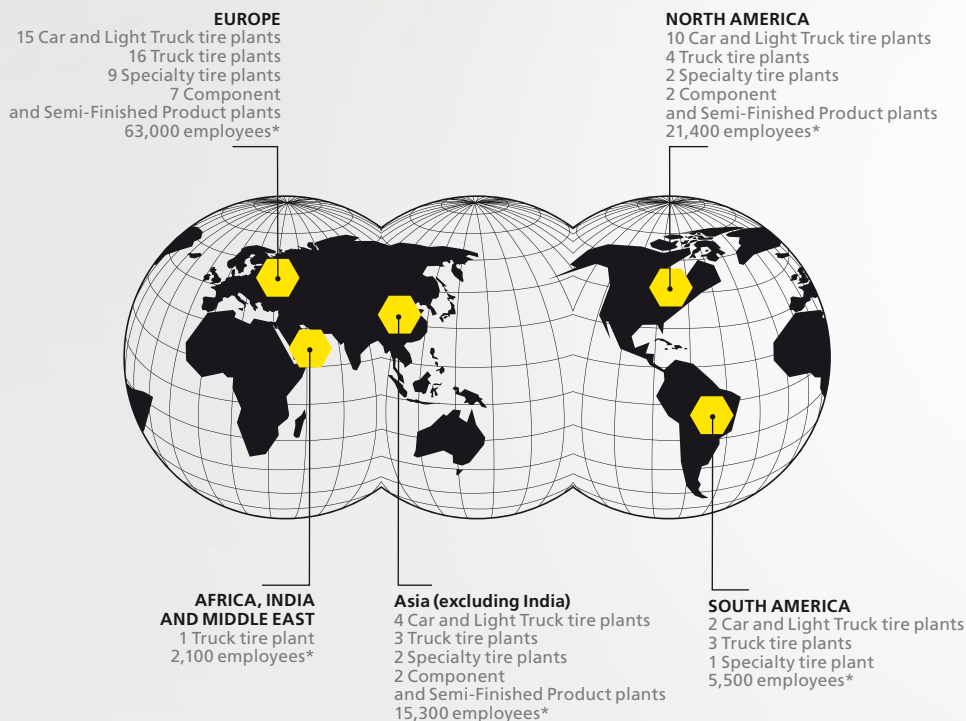 EUROPE
15 Car and Light Truck tire plants
16 Truck tire plants
9 Specialty tire plants
7 Component
and Semi-Finished Product plants
63,000 employees*
NORTH AMERICA
10 Car and Light Truck tire plants
4 Truck tire plants
2 Specialty tire plants
2 Component
and Semi-Finished Product plants
21,400 employees*
AFRICA, INDIA
AND MIDDLE EAST
1 Truck tire plant
2,100 employees*
Asia (excluding India)
4 Car and Light Truck tire plants
3 Truck tire plants
2 Specialty tire plants
2 Component
and Semi-Finished Product plants
15,300 employees*
SOUTH AMERICA
2 Car and Light Truck tire plants
3 Truck tire plants
1 Specialty tire plant
5,500 employees*